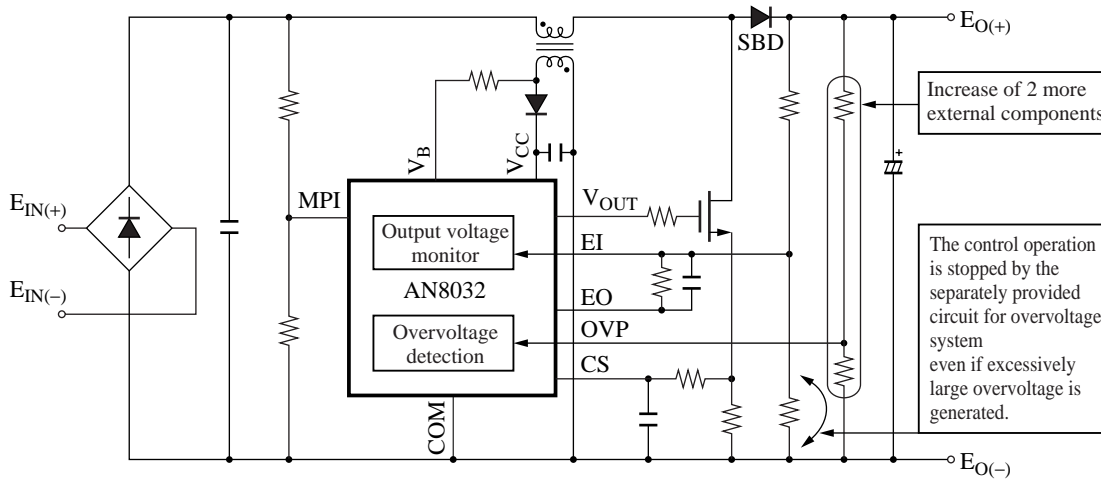 SBD
E_O(+)
Increase of 2 more
external components
V_B
V_CC
MPI
V_OUT
E_IN(+)
E_IN(−)
Output voltage
monitor
EI
AN8032
EO
OVP
Overvoltage
detection
CS
COM
+
The control operation
is stopped by the
separately provided
circuit for overvoltage
system
even if excessively
large overvoltage is
generated.
E_O(−)